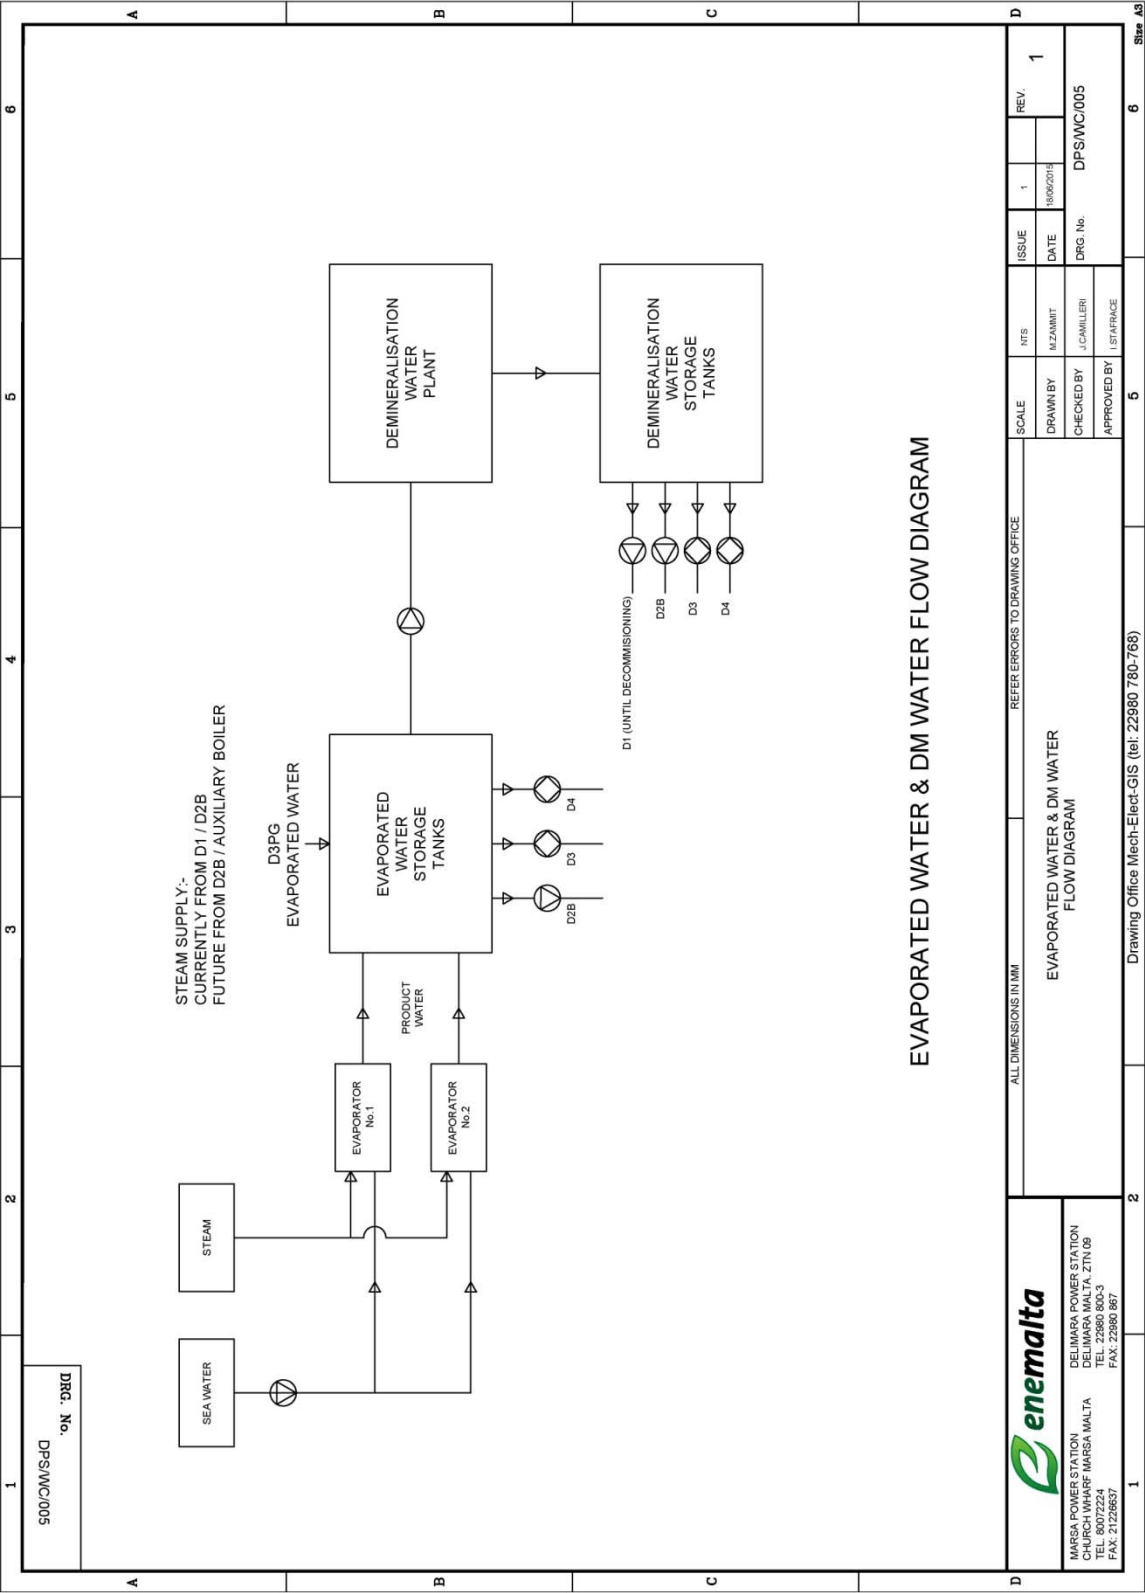 1
2
3
4
5
6
A
B
C
D
DRG. No.
DPS/WC/005
STEAM SUPPLY:-
CURRENTLY FROM D1 / D2B
FUTURE FROM D2B / AUXILIARY BOILER
SEA WATER
STEAM
D3PG
EVAPORATED WATER
EVAPORATOR
No.1
EVAPORATOR
No.2
PRODUCT
WATER
EVAPORATED
WATER
STORAGE
TANKS
D2B
D3
D4
DEMINERALISATION
WATER
PLANT
DEMINERALISATION
WATER
STORAGE
TANKS
D1 (UNTIL DECOMMISIONING)
D2B
D3
D4
EVAPORATED WATER & DM WATER FLOW DIAGRAM
enemalta
MARSA POWER STATION
CHURCH WHARF MARSA MALTA
TEL. 80072224
FAX: 21226637
DELIMARA POWER STATION
DELIMARA MALTA. ZTN 09
TEL. 22980 800-3
FAX: 22980 867
ALL DIMENSIONS IN MM
REFER ERRORS TO DRAWING OFFICE
EVAPORATED WATER & DM WATER
FLOW DIAGRAM
SCALE NTS
DRAWN BY M.ZAMMIT
CHECKED BY J.CAMILLERI
APPROVED BY I.STAFRACE
ISSUE 1
DATE 18/06/2015
REV. 1
DRG. No. DPS/WC/005
A
B
C
D
1
2
3
4
5
6
Drawing Office Mech-Elect-GIS (tel: 22980 780-768)
Size A3